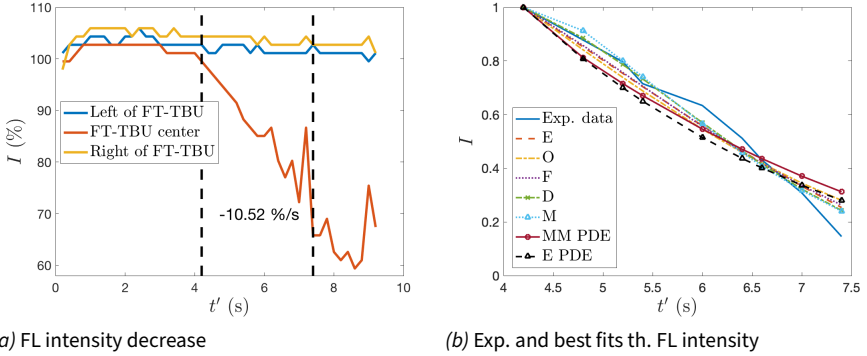 110
100
90
80
70
60
I (%)
Left of FT-TBU
FT-TBU center
Right of FT-TBU
-10.52 %/s
0 2 4 6 8 10
t′ (s)
a) FL intensity decrease
1
0.8
0.6
0.4
0.2
0
I
Exp. data
E
O
F
D
M
MM PDE
E PDE
4 4.5 5 5.5 6 6.5 7 7.5
t′ (s)
(b) Exp. and best fits th. FL intensity